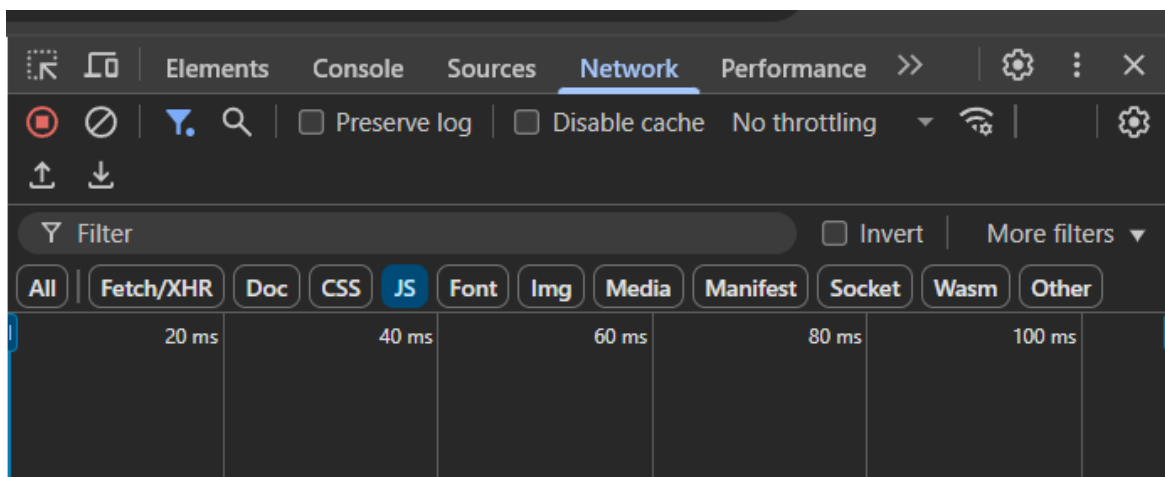 Elements Console Sources Network Performance
Preserve log Disable cache No throttling
Filter Invert More filters
All Fetch/XHR Doc CSS JS Font Img Media Manifest Socket Wasm Other
20 ms 40 ms 60 ms 80 ms 100 ms